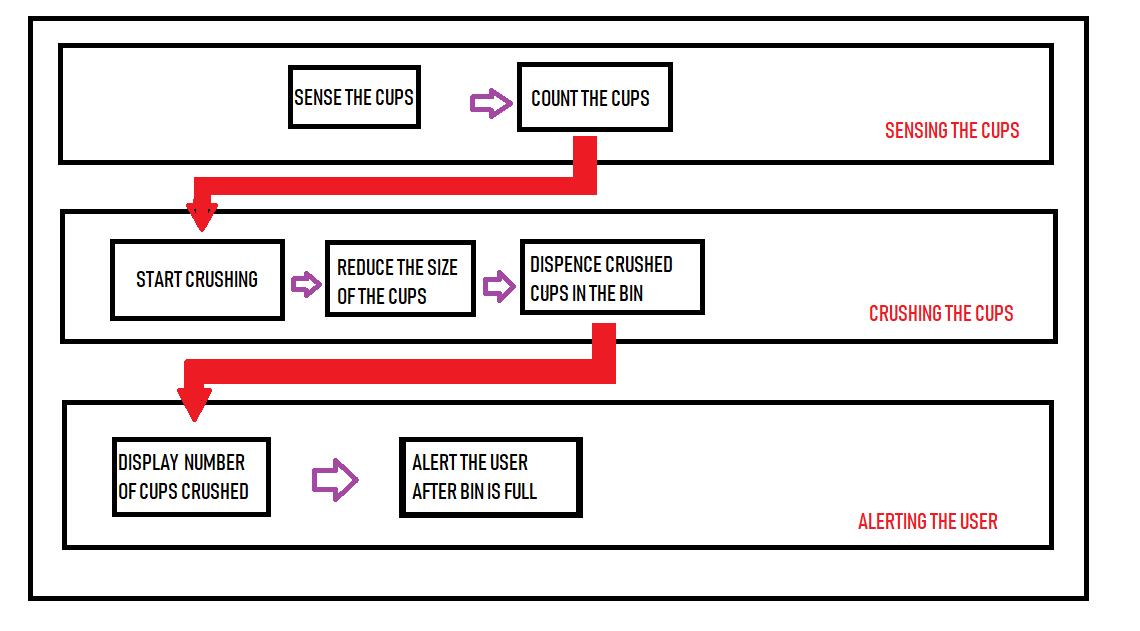 SENSE THE CUPS
COUNT THE CUPS
SENSING THE CUPS
START CRUSHING
REDUCE THE SIZE
OF THE CUPS
DISPENCE CRUSHED
CUPS IN THE BIN
CRUSHING THE CUPS
DISPLAY NUMBER
OF CUPS CRUSHED
ALERT THE USER
AFTER BIN IS FULL
ALERTING THE USER